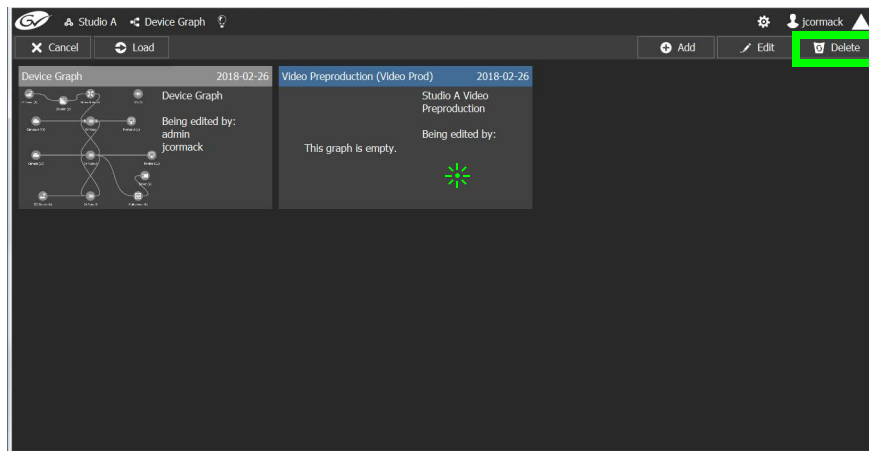 Studio A Device Graph jcormack
Cancel Load Add Edit Delete
Device Graph 2018-02-26
Device Graph
Being edited by:
admin
jcormack
Video Preproduction (Video Prod) 2018-02-26
This graph is empty.
Studio A Video
Preproduction
Being edited by: